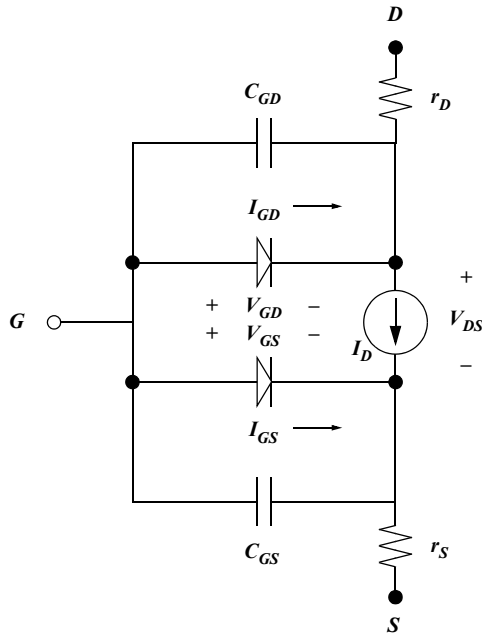 D
C_GD
r_D
I_GD
+ V_GD –
G
+ V_GS –
+
V_DS
–
I_D
I_GS
C_GS
r_S
S